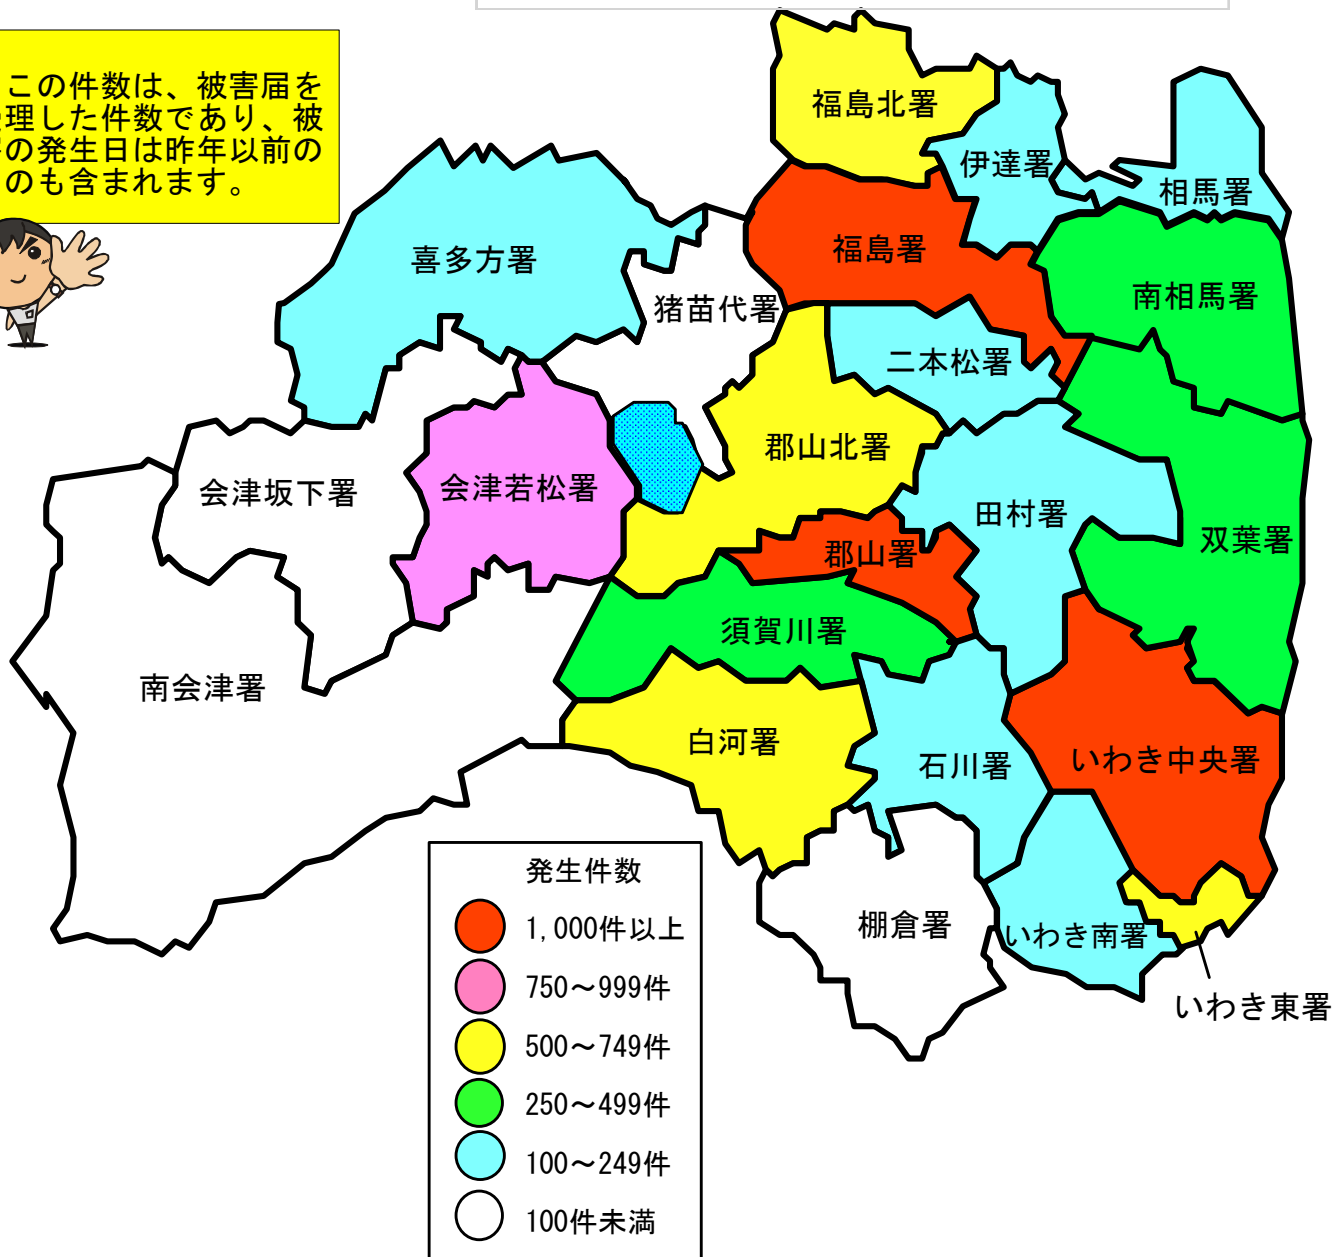 この件数は、被害届を
理した件数であり、被
の発生日は昨年以前の
のも含まれます。
福島北署
伊達署
相馬署
福島署
喜多方署
南相馬署
猪苗代署
二本松署
郡山北署
会津坂下署
会津若松署
田村署
双葉署
郡山署
須賀川署
南会津署
白河署
石川署
いわき中央署
棚倉署
いわき南署
いわき東署
発生件数
1,000件以上
750～999件
500～749件
250～499件
100～249件
100件未満